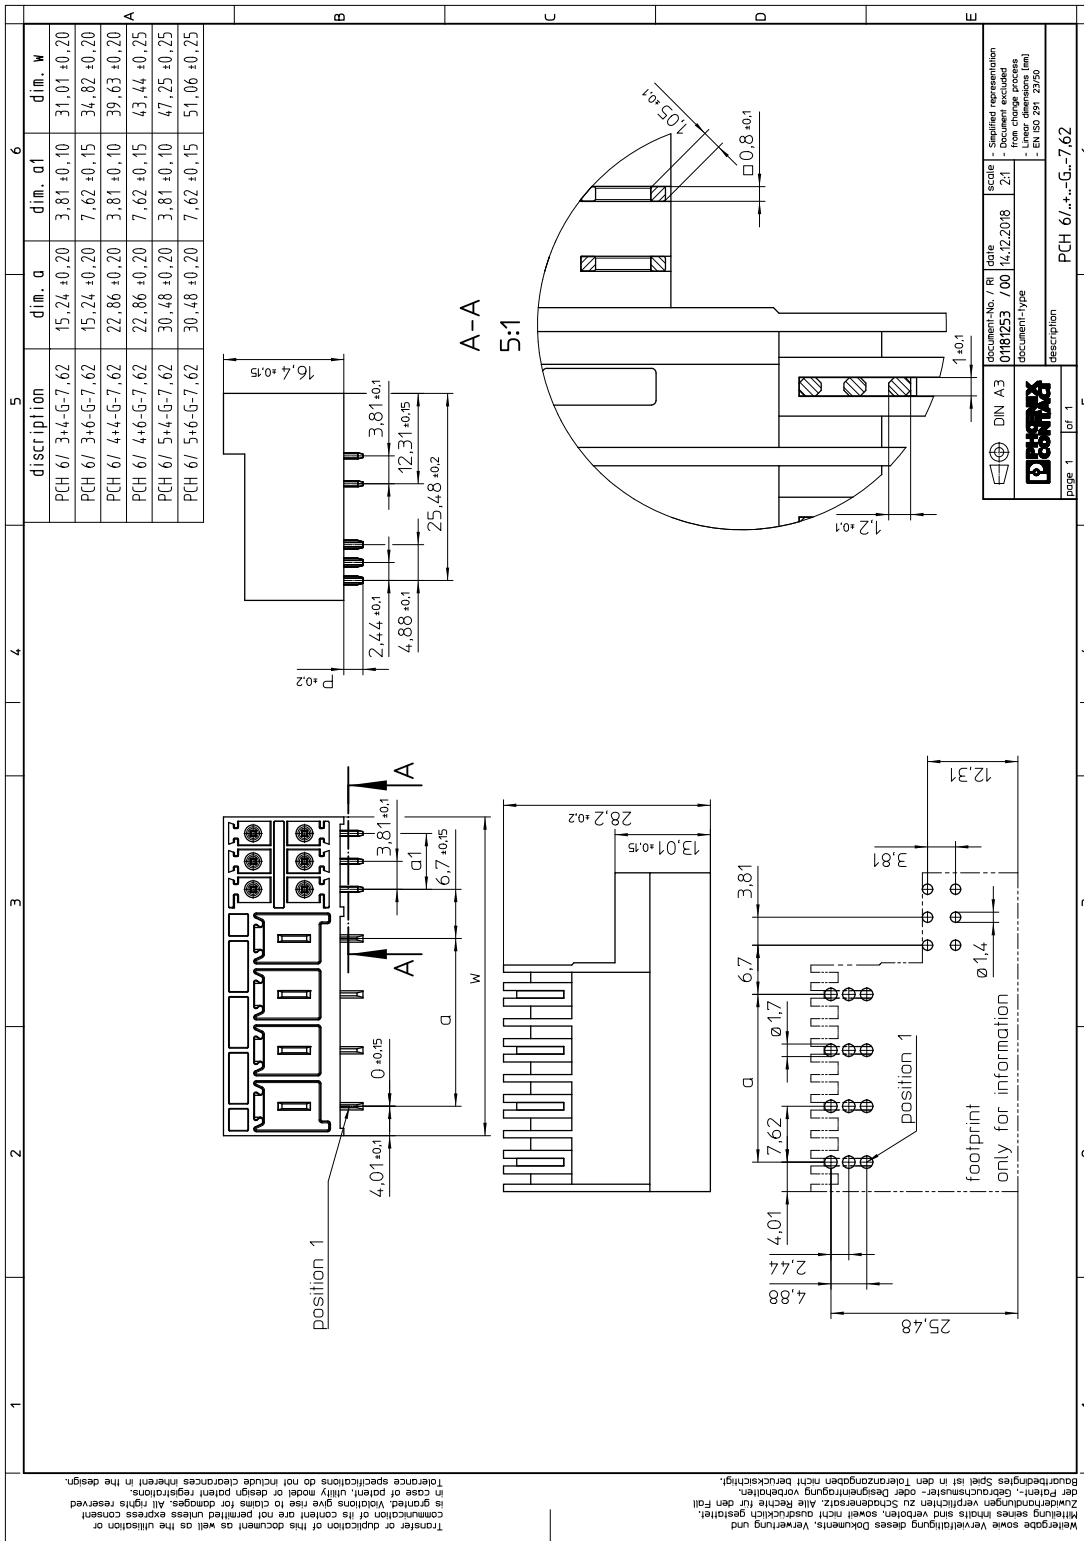 discription dim. a dim. a1 dim. w
PCH 6/ 3+4-G-7,62 15,24 ±0,20 3,81 ±0,10 31,01 ±0,20
PCH 6/ 3+6-G-7,62 15,24 ±0,20 7,62 ±0,15 34,82 ±0,20
PCH 6/ 4+4-G-7,62 22,86 ±0,20 3,81 ±0,10 39,63 ±0,20
PCH 6/ 4+6-G-7,62 22,86 ±0,20 7,62 ±0,15 43,44 ±0,25
PCH 6/ 5+4-G-7,62 30,48 ±0,20 3,81 ±0,10 47,25 ±0,25
PCH 6/ 5+6-G-7,62 30,48 ±0,20 7,62 ±0,15 51,06 ±0,25
1 2 3 4 5 6
A
B
C
D
E
16,4 ±0,15
3,81 ±0,1
12,31 ±0,15
25,48 ±0,2
2,44 ±0,1
4,88 ±0,1
P ±0,2
A-A
5:1
1,05 ±0,1
□ 0,8 ±0,1
1 ±0,1
1,2 ±0,1
A
A
3,81 ±0,1
a1
6,7 ±0,15
a
w
0 ±0,15
4,01 ±0,1
position 1
28,2 ±0,2
13,01 ±0,15
12,31
3,81
3,81
6,7
ø1,4
ø1,7
a
7,62
4,01
2,44
4,88
25,48
position 1
footprint
only for information
DIN A3
PHOENIX
CONTACT
page 1 of 1
document-No. / RI
01181253 / 00
date
14.12.2018
scale
2:1
- Simplified representation
- Document excluded
from change process
- Linear dimensions [mm]
- EN ISO 291 23/50
document-type
description
PCH 6/..+..-G..-7,62
Weitergabe sowie Vervielfältigung dieses Dokuments, Verwertung und
Mitteilung seines Inhalts sind verboten, soweit nicht ausdrücklich gestattet.
Zuwiderhandlungen verpflichten zu Schadenersatz. Alle Rechte für den Fall
der Patent-, Gebrauchsmuster- oder Designeintragung vorbehalten.
Bauartbedingtes Spiel ist in den Toleranzangaben nicht berücksichtigt.
Transfer or duplication of this document as well as the utilisation or
communication of its content are not permitted unless express consent
is granted. Violations give rise to claims for damages. All rights reserved
in case of patent, utility model or design patent registrations.
Tolerance specifications do not include clearances inherent in the design.